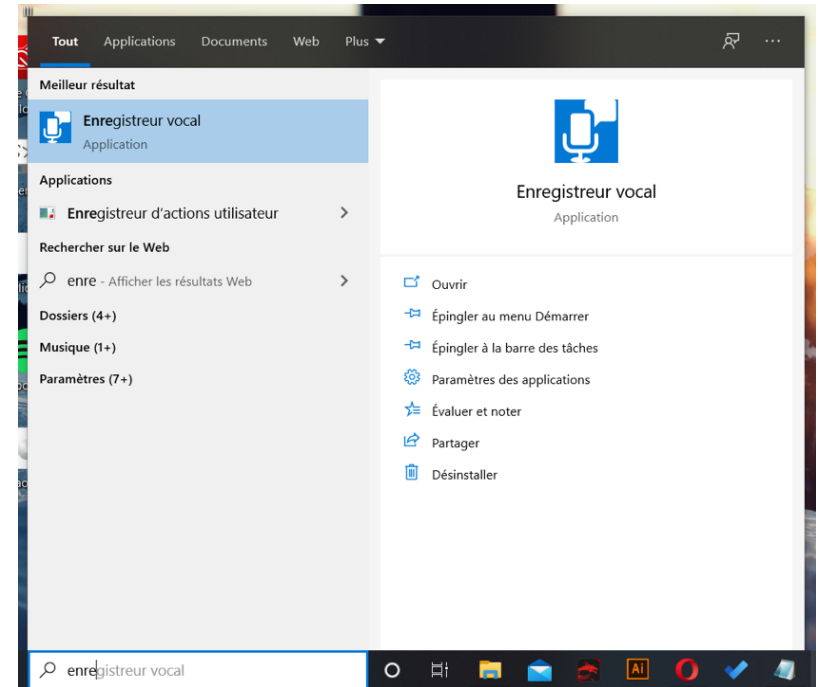 Tout Applications Documents Web Plus
Meilleur résultat
Enregistreur vocal
Application
Applications
Enregistreur d'actions utilisateur
Rechercher sur le Web
enre - Afficher les résultats Web
Dossiers (4+)
Musique (1+)
Paramètres (7+)
Enregistreur vocal
Application
Ouvrir
Épingler au menu Démarrer
Épingler à la barre des tâches
Paramètres des applications
Évaluer et noter
Partager
Désinstaller
enregistreur vocal
Ai